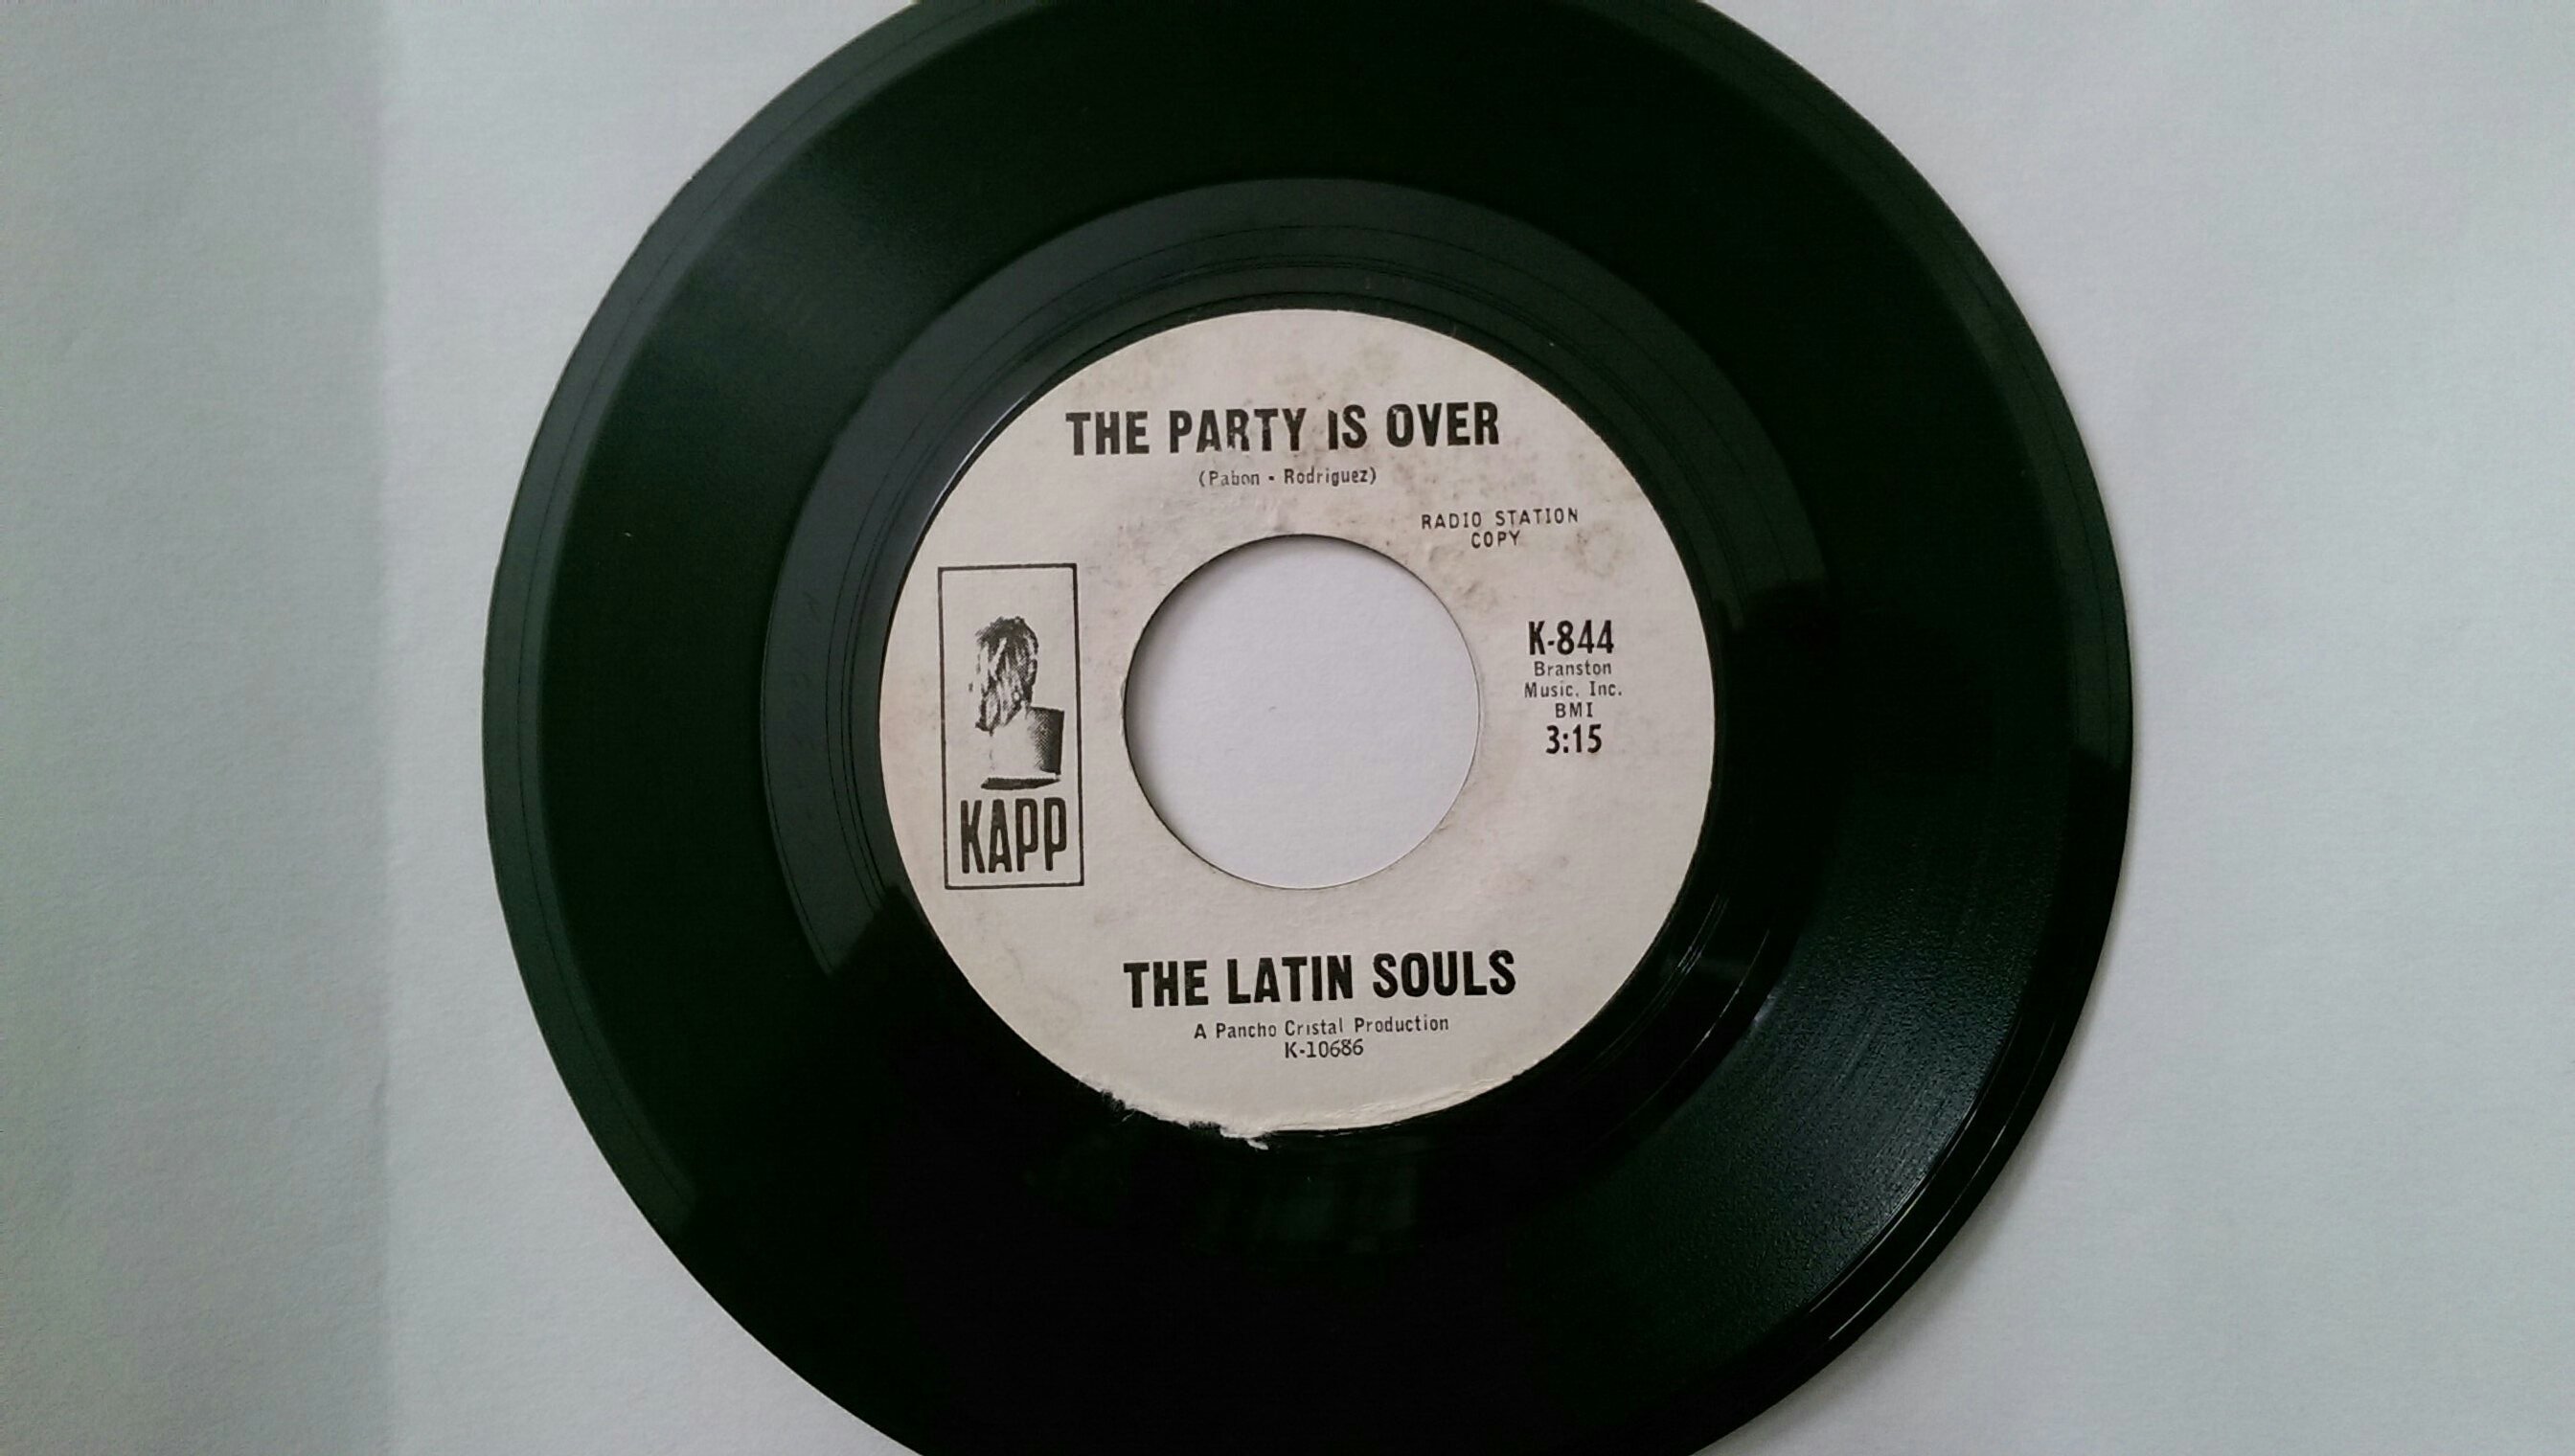 THE PARTY IS OVER
(Pabon - Rodriguez)
RADIO STATION
COPY
K-844
Branston
Music, Inc.
BMI
3:15
KAPP
THE LATIN SOULS
A Pancho Cristal Production
K-10686